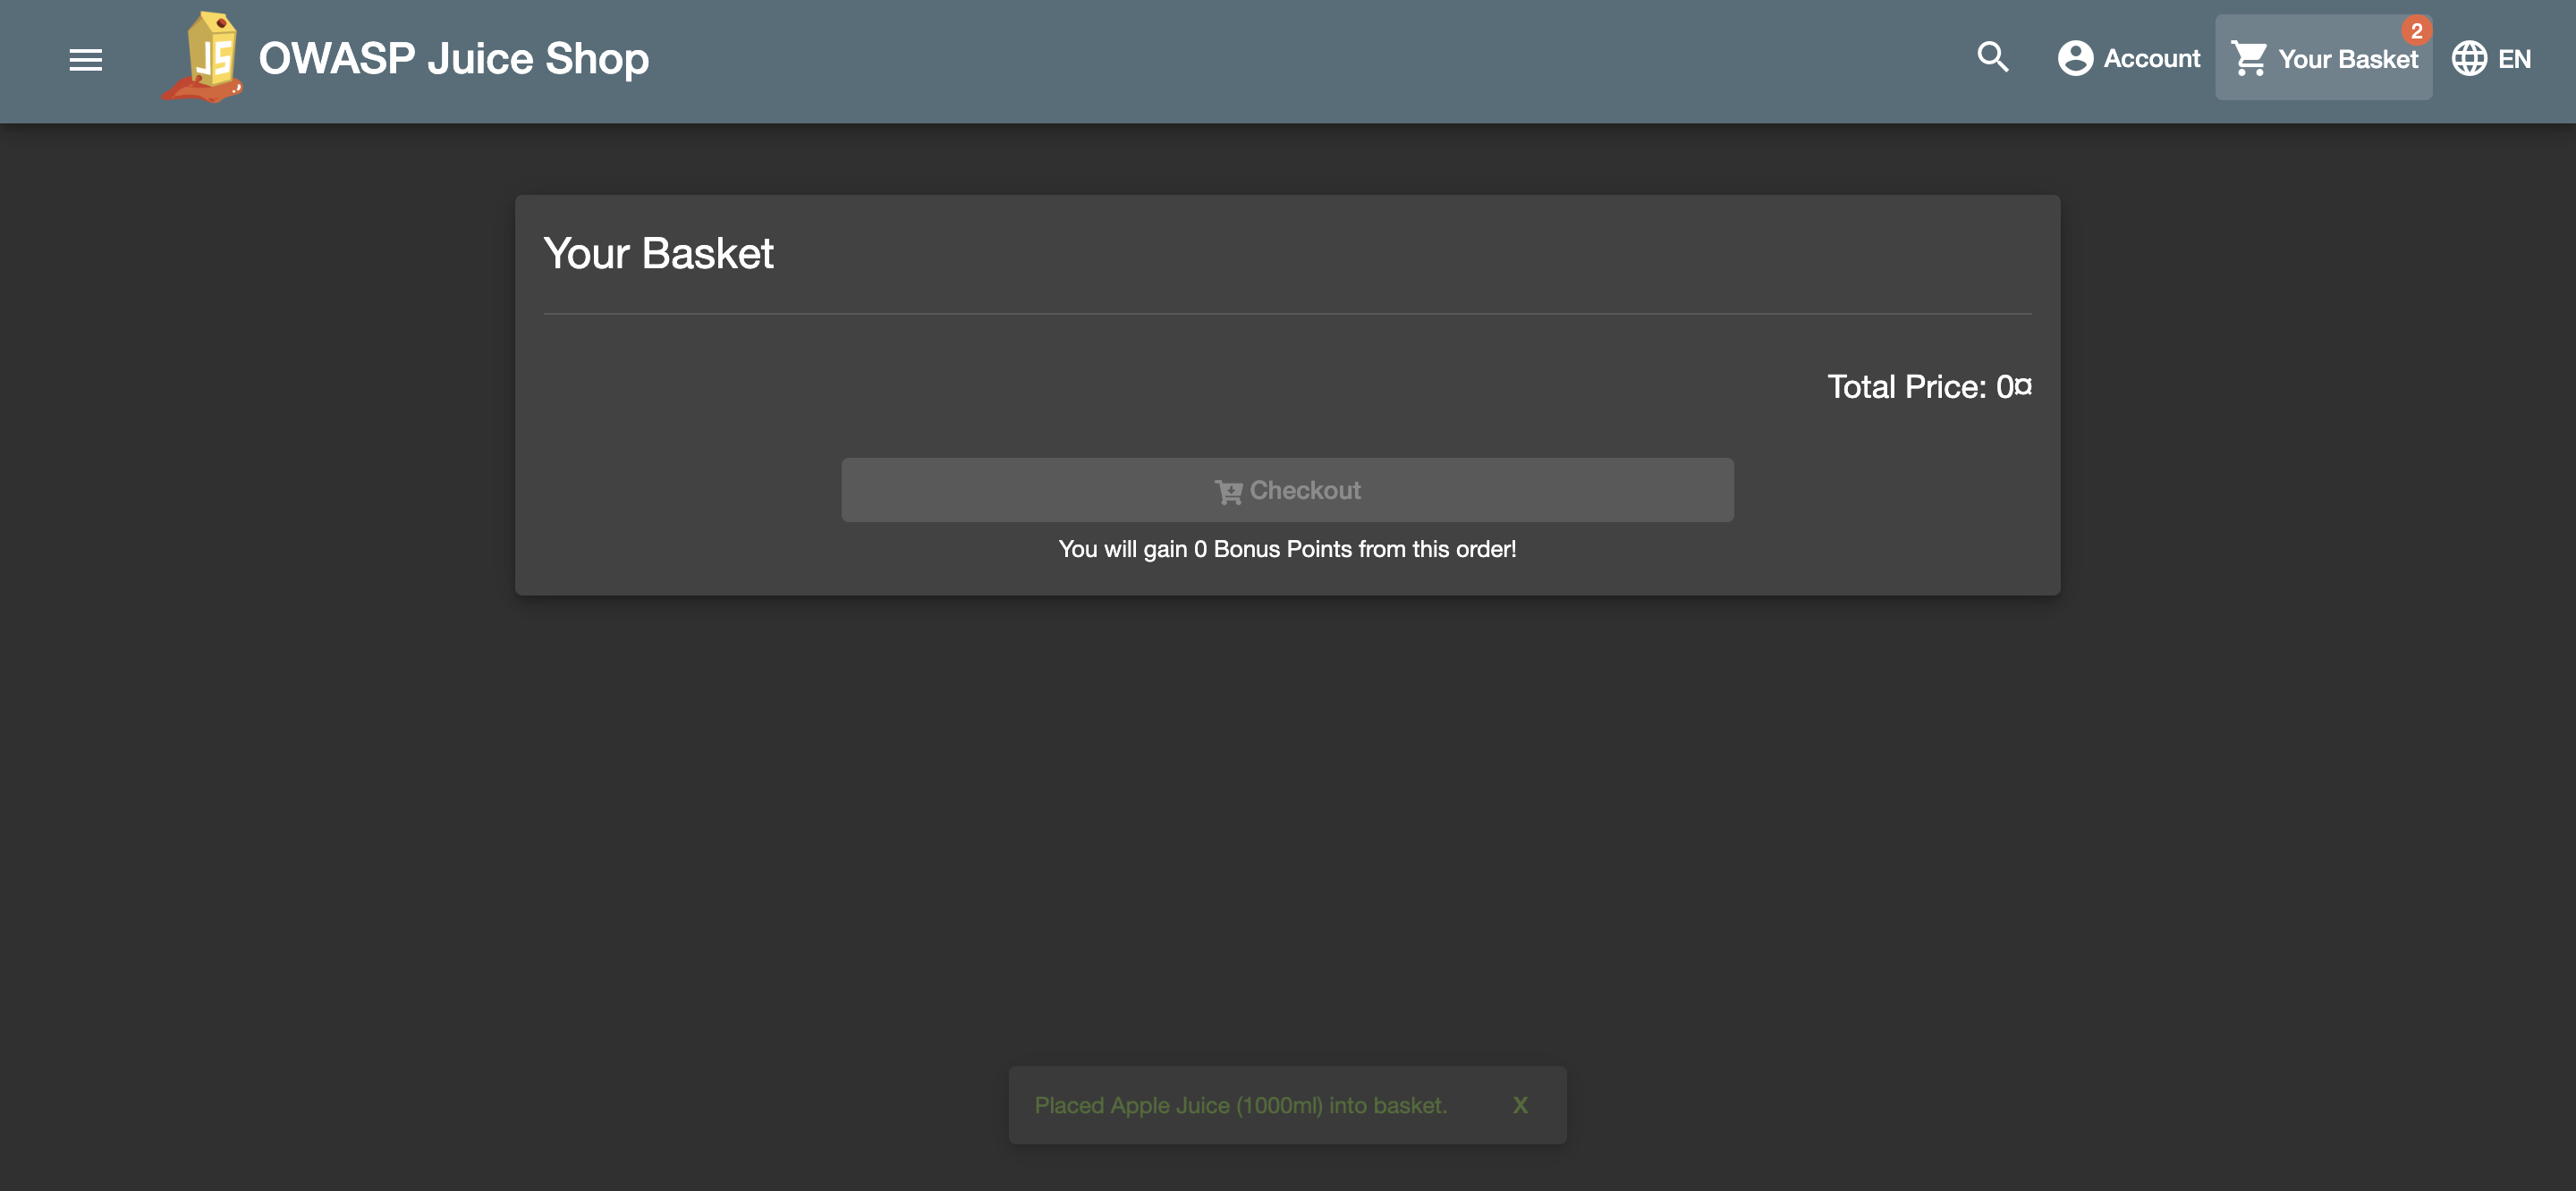 OWASP Juice Shop
Account
Your Basket
2
EN
Your Basket
Total Price: 0¤
Checkout
You will gain 0 Bonus Points from this order!
Placed Apple Juice (1000ml) into basket.
X